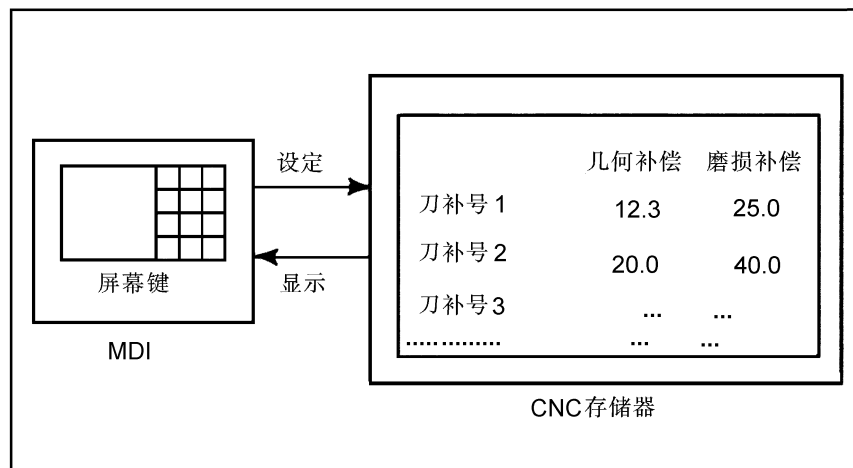 设定
显示
屏幕键
MDI
几何补偿 磨损补偿
刀补号 1 12.3 25.0
刀补号 2 20.0 40.0
刀补号 3 ... ...
.............. ... ...
CNC存储器